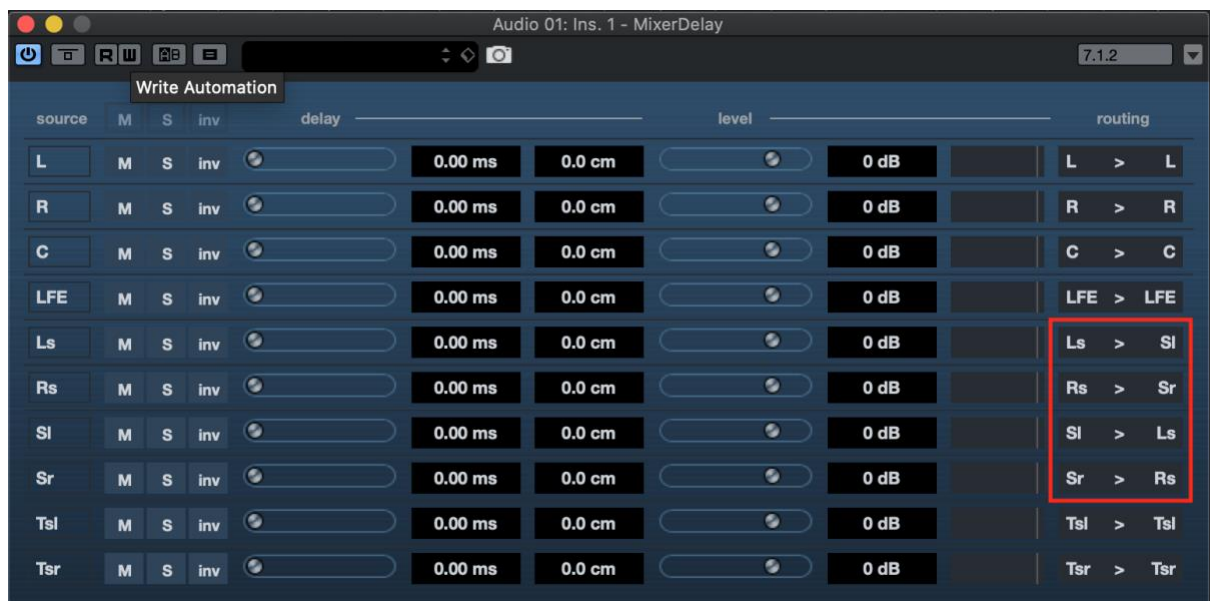 Audio 01: Ins. 1 - MixerDelay
R W AB 7.1.2
Write Automation
source M S inv delay level routing
L M S inv 0.00 ms 0.0 cm 0 dB L > L
R M S inv 0.00 ms 0.0 cm 0 dB R > R
C M S inv 0.00 ms 0.0 cm 0 dB C > C
LFE M S inv 0.00 ms 0.0 cm 0 dB LFE > LFE
Ls M S inv 0.00 ms 0.0 cm 0 dB Ls > Sl
Rs M S inv 0.00 ms 0.0 cm 0 dB Rs > Sr
Sl M S inv 0.00 ms 0.0 cm 0 dB Sl > Ls
Sr M S inv 0.00 ms 0.0 cm 0 dB Sr > Rs
Tsl M S inv 0.00 ms 0.0 cm 0 dB Tsl > Tsl
Tsr M S inv 0.00 ms 0.0 cm 0 dB Tsr > Tsr